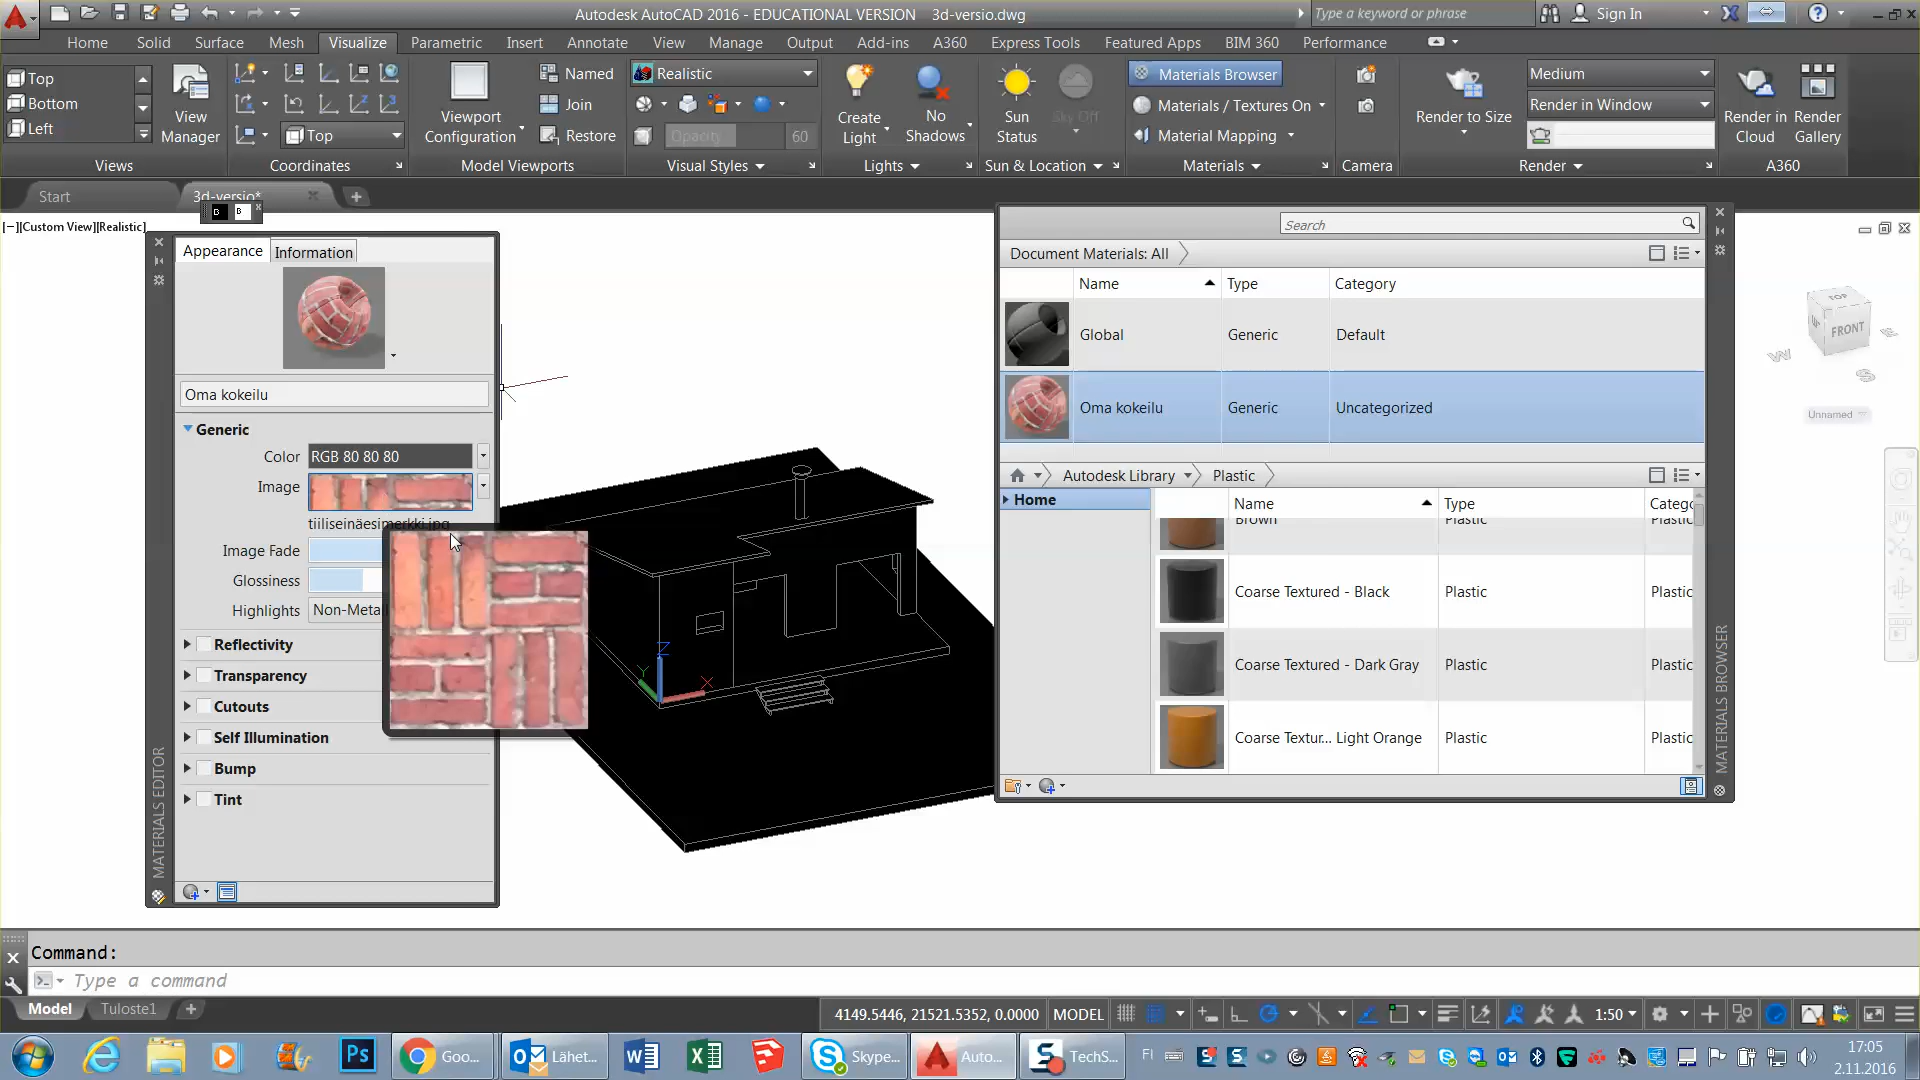 Autodesk AutoCAD 2016 - EDUCATIONAL VERSION 3d-versio.dwg
Type a keyword or phrase
Sign In
Home Solid Surface Mesh Visualize Parametric Insert Annotate View Manage Output Add-ins A360 Express Tools Featured Apps BIM 360 Performance
Top
Bottom
Left
View
Manager
Top
Viewport
Configuration
Named
Join
Restore
Realistic
Opacity 60
Create
Light
No
Shadows
Sun
Status
Sky Off
Materials Browser
Materials / Textures On
Material Mapping
Render to Size
Medium
Render in Window
Render in
Cloud
Render
Gallery
Views Coordinates Model Viewports Visual Styles Lights Sun & Location Materials Camera Render A360
Start 3d-versio*
B B
[−][Custom View][Realistic]
Appearance Information
Oma kokeilu
Generic
Color RGB 80 80 80
Image
tiiliseinäesimerkki.jpg
Image Fade
Glossiness
Highlights Non-Metal
Reflectivity
Transparency
Cutouts
Self Illumination
Bump
Tint
MATERIALS EDITOR
Z
Y
X
Search
Document Materials: All
Name Type Category
Global Generic Default
Oma kokeilu Generic Uncategorized
Autodesk Library Plastic
Home
Name Type Catego
Brown Plastic Plastic
Coarse Textured - Black Plastic Plastic
Coarse Textured - Dark Gray Plastic Plastic
Coarse Textur... Light Orange Plastic Plastic
MATERIALS BROWSER
TOP
FRONT
W
S
Unnamed
Command:
Type a command
Model Tuloste1
4149.5446, 21521.5352, 0.0000 MODEL 1:50
Ps Goo... Lähet... Skype... Auto... TechS... FI
17:05
2.11.2016